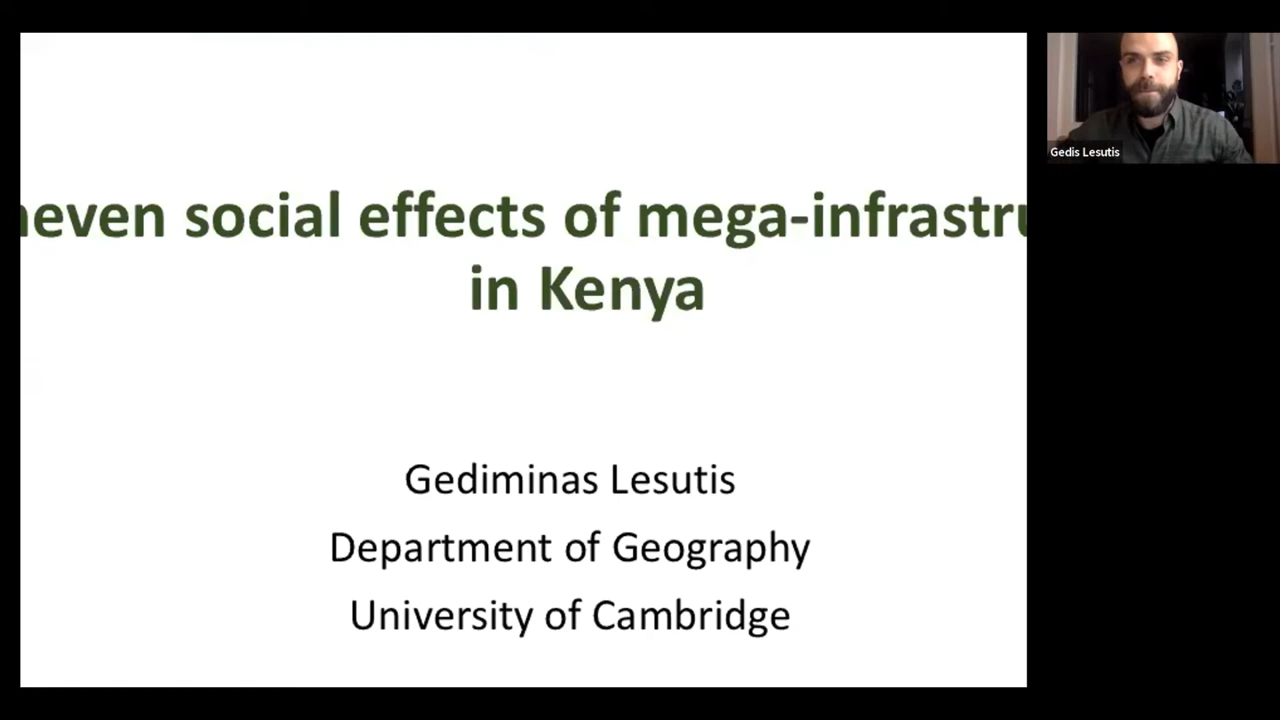 neven social effects of mega-infrastru
in Kenya
Gediminas Lesutis
Department of Geography
University of Cambridge
Gedis Lesutis